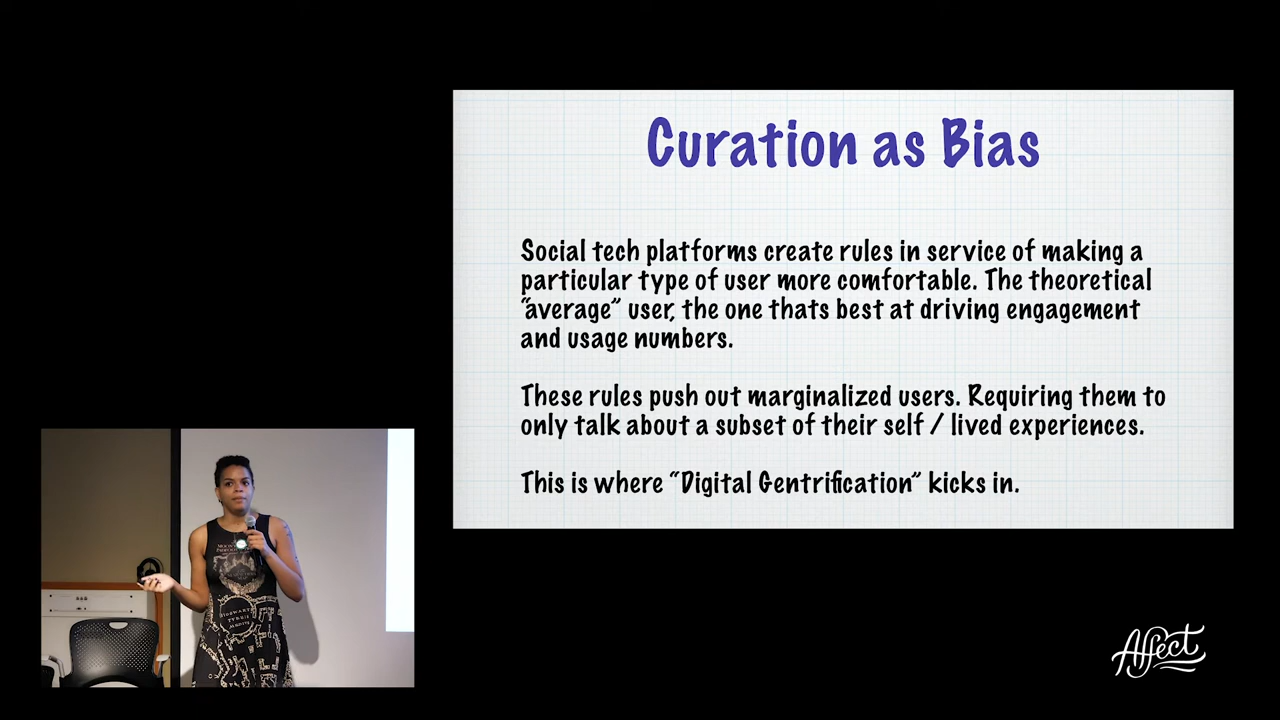 Curation as Bias
Social tech platforms create rules in service of making a
particular type of user more comfortable. The theoretical
“average” user, the one thats best at driving engagement
and usage numbers.
These rules push out marginalized users. Requiring them to
only talk about a subset of their self / lived experiences.
This is where “Digital Gentrification” kicks in.
Affect